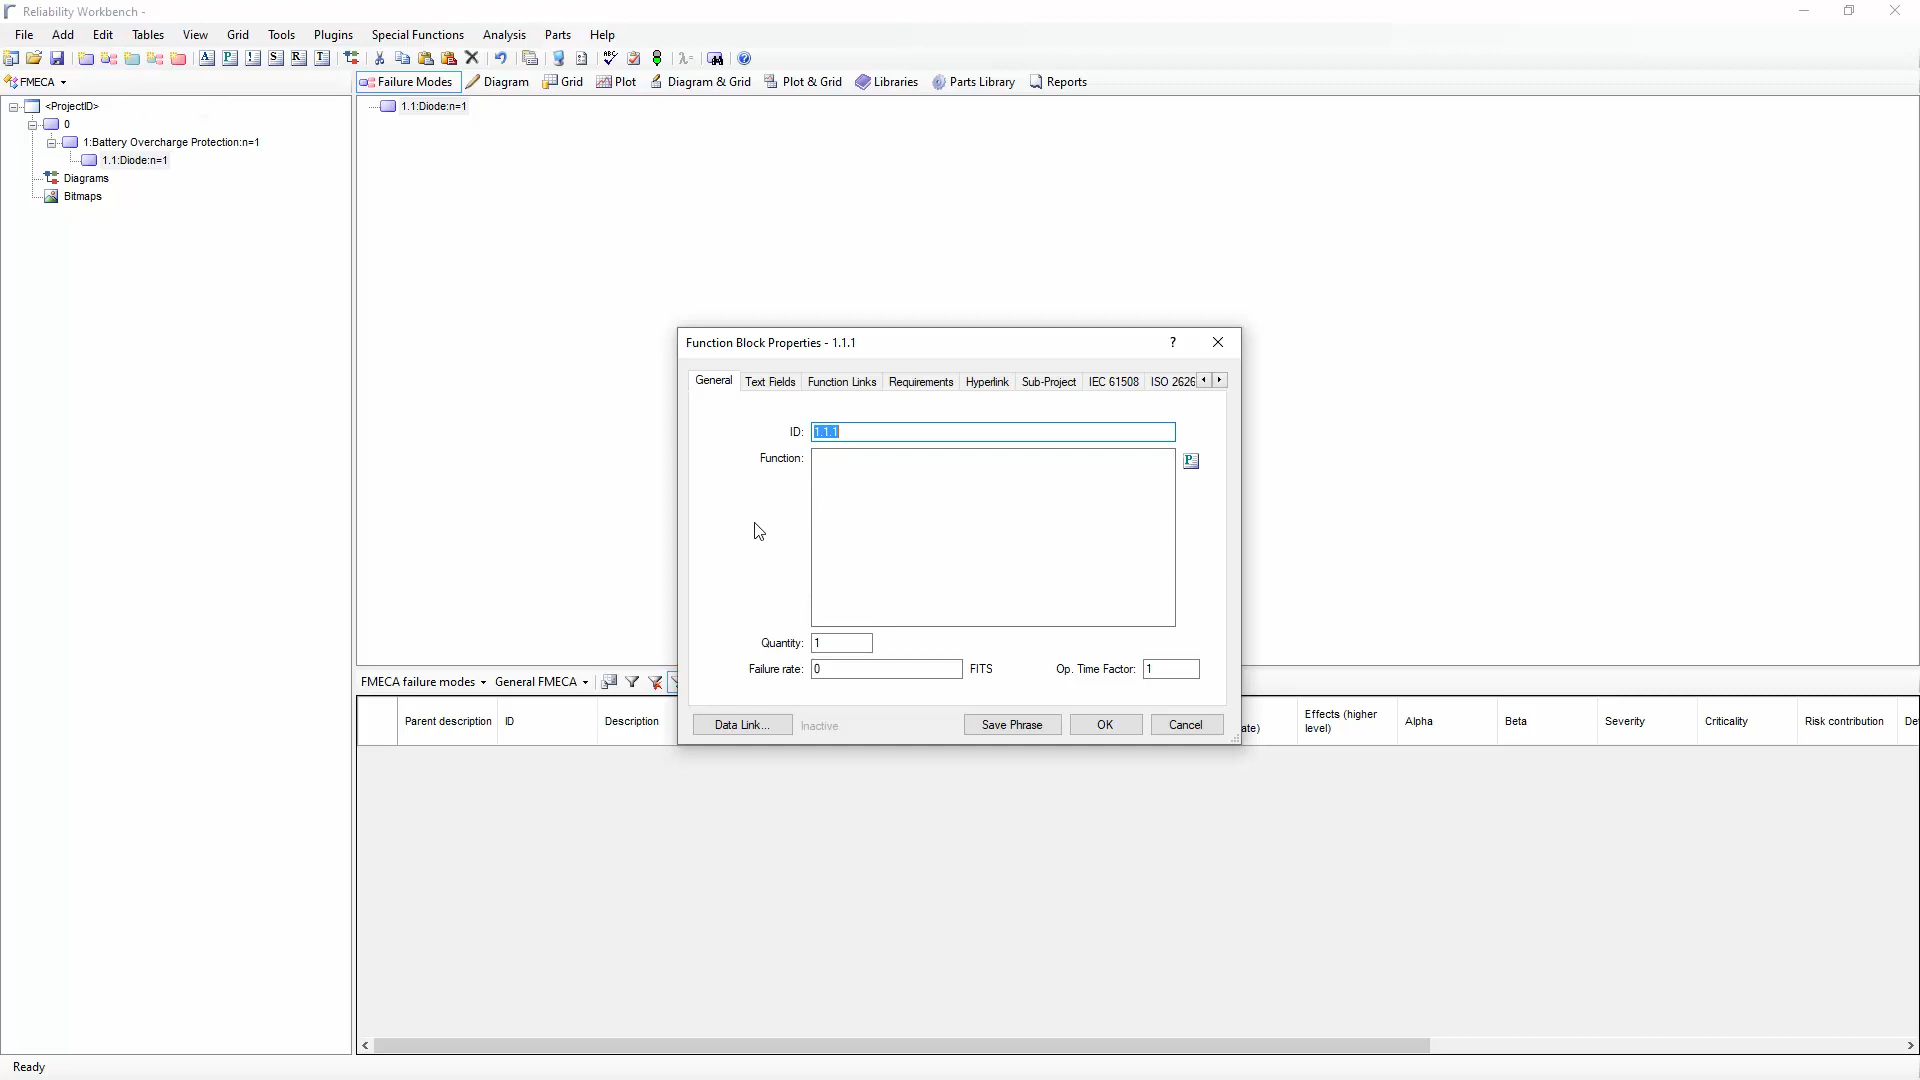 Reliability Workbench -
File Add Edit Tables View Grid Tools Plugins Special Functions Analysis Parts Help
FMECA
Failure Modes Diagram Grid Plot Diagram & Grid Plot & Grid Libraries Parts Library Reports
<ProjectID>
0
1:Battery Overcharge Protection:n=1
1.1:Diode:n=1
Diagrams
Bitmaps
1.1:Diode:n=1
Function Block Properties - 1.1.1
General Text Fields Function Links Requirements Hyperlink Sub-Project IEC 61508 ISO 2626
ID: 1.1.1
Function:
Quantity: 1
Failure rate: 0 FITS Op. Time Factor: 1
Data Link... Inactive Save Phrase OK Cancel
FMECA failure modes General FMECA
Parent description ID Description ate) Effects (higher level) Alpha Beta Severity Criticality Risk contribution De
Ready